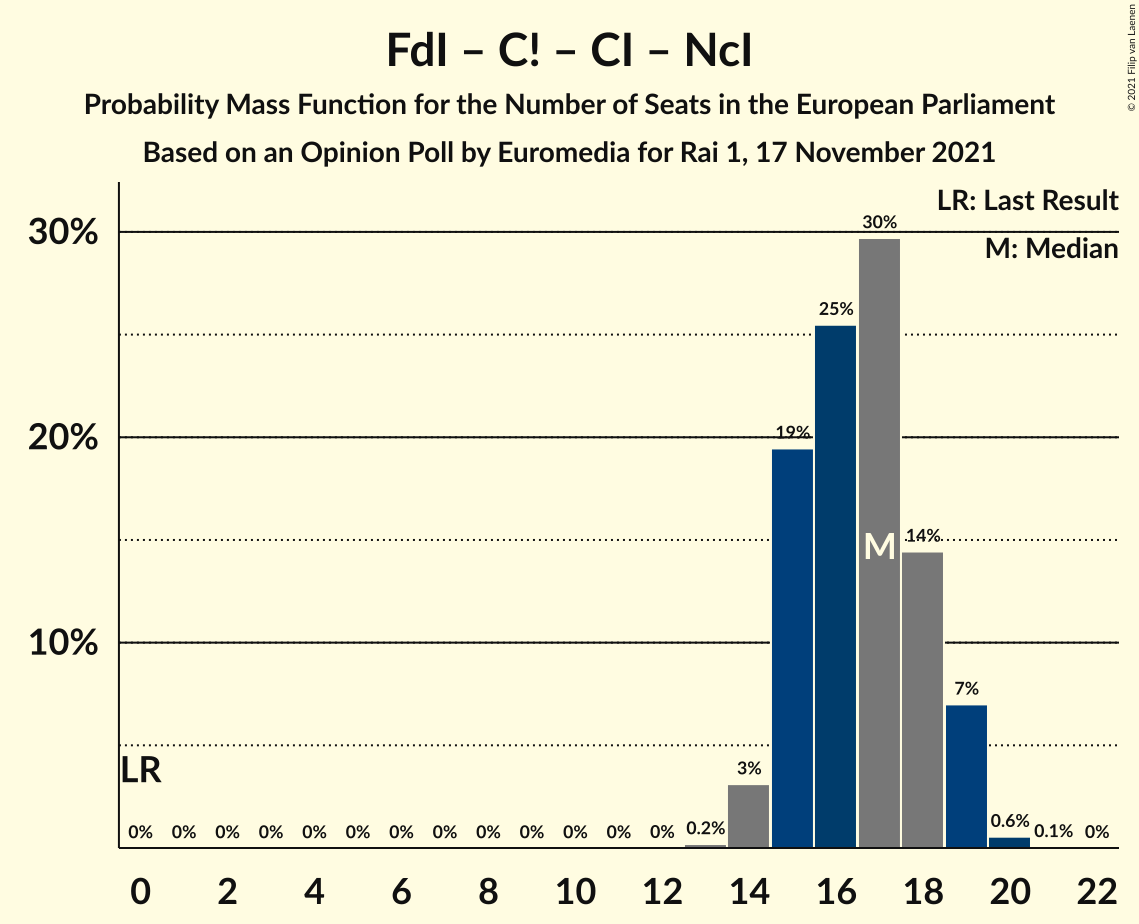 FdI – C! – CI – NcI
Probability Mass Function for the Number of Seats in the European Parliament
Based on an Opinion Poll by Euromedia for Rai 1, 17 November 2021
© 2021 Filip van Laenen
LR: Last Result
M: Median
30%
20%
10%
30%
25%
19%
M
14%
7%
LR
3%
0% 0% 0% 0% 0% 0% 0% 0% 0% 0% 0% 0% 0% 0.2% 0.6% 0.1% 0%
0 2 4 6 8 10 12 14 16 18 20 22